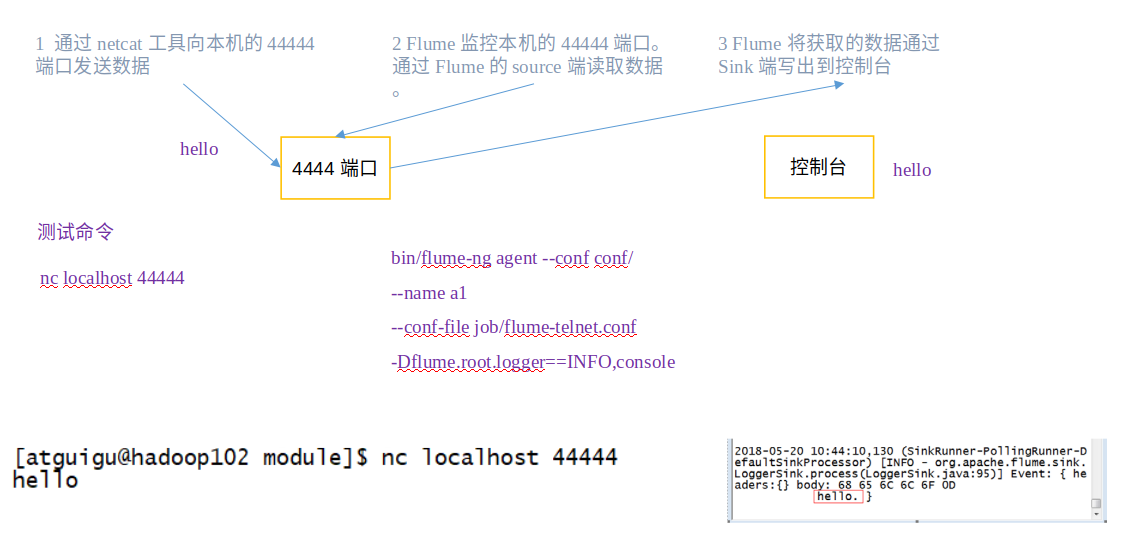 1 通过 netcat 工具向本机的 44444
端口发送数据
2 Flume 监控本机的 44444 端口。
通过 Flume 的 source 端读取数据
。
3 Flume 将获取的数据通过
Sink 端写出到控制台
hello
4444 端口
控制台
hello
测试命令
nc localhost 44444
bin/flume-ng agent --conf conf/
--name a1
--conf-file job/flume-telnet.conf
-Dflume.root.logger==INFO,console
[atguigu@hadoop102 module]$ nc localhost 44444
hello
2018-05-20 10:44:10,130 (SinkRunner-PollingRunner-D
efaultSinkProcessor) [INFO - org.apache.flume.sink.
LoggerSink.process(LoggerSink.java:95)] Event: { he
aders:{} body: 68 65 6C 6C 6F 0D
hello. }